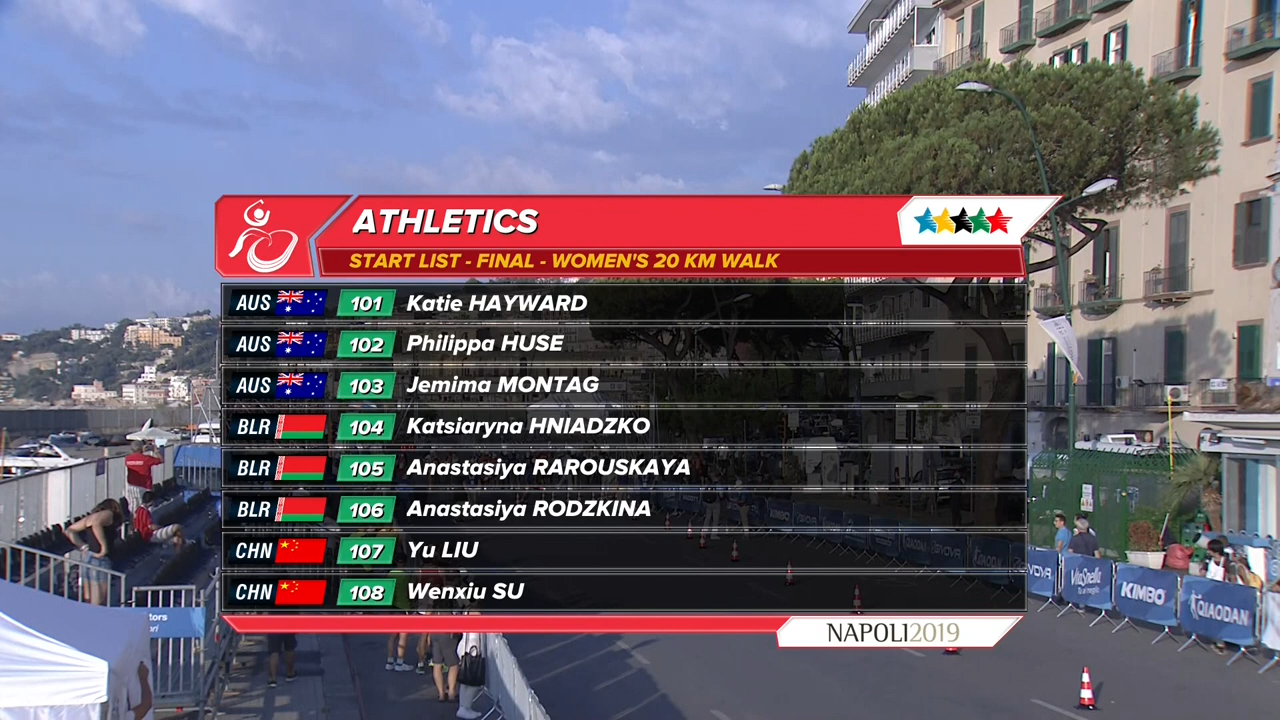 ATHLETICS
START LIST - FINAL - WOMEN'S 20 KM WALK
AUS 101 Katie HAYWARD
AUS 102 Philippa HUSE
AUS 103 Jemima MONTAG
BLR 104 Katsiaryna HNIADZKO
BLR 105 Anastasiya RAROUSKAYA
BLR 106 Anastasiya RODZKINA
CHN 107 Yu LIU
CHN 108 Wenxiu SU
NAPOLI2019
VitaSnella
KIMBO
QIAODAN